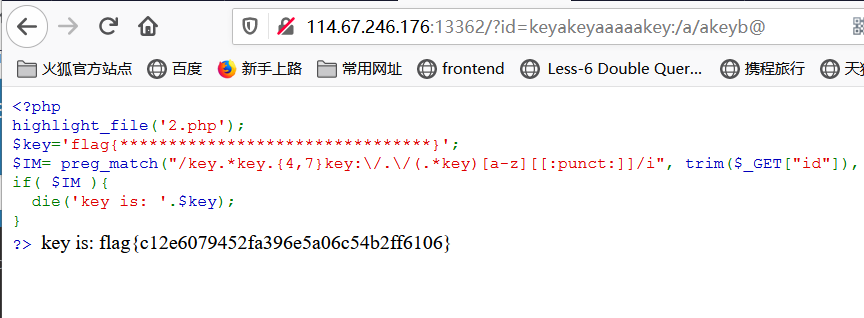 114.67.246.176:13362/?id=keyakeyaaaaakey:/a/akeyb@
火狐官方站点 百度 新手上路 常用网址 frontend Less-6 Double Quer... 携程旅行
<?php
highlight_file('2.php');
$key='flag{********************************}';
$IM= preg_match("/key.*key.{4,7}key:\/.\/(.*key)[a-z][[:punct:]]/i", trim($_GET["id"]),
if( $IM ){
die('key is: '.$key);
}
?> key is: flag{c12e6079452fa396e5a06c54b2ff6106}